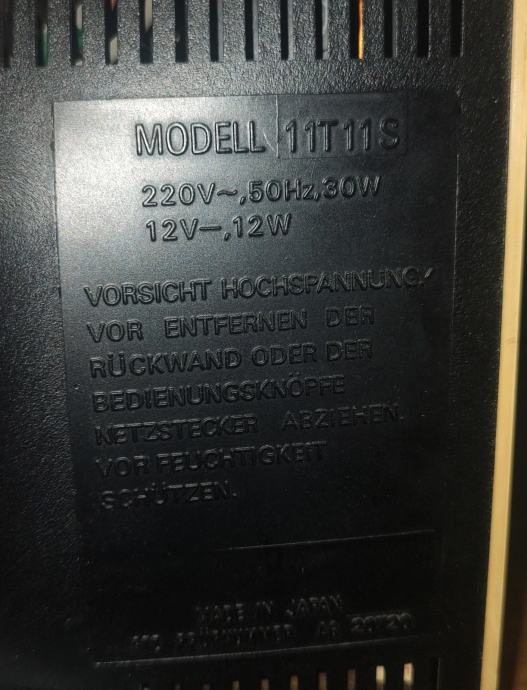 MODELL 11T11S
220V~,50Hz,30W
12V⎓,12W
VORSICHT HOCHSPANNUNG!
VOR ENTFERNEN DER
RÜCKWAND ODER DER
BEDIENUNGSKNÖPFE
NETZSTECKER ABZIEHEN.
VOR FEUCHTIGKEIT
SCHÜTZEN.
MADE IN JAPAN
PRÜFNUMMER